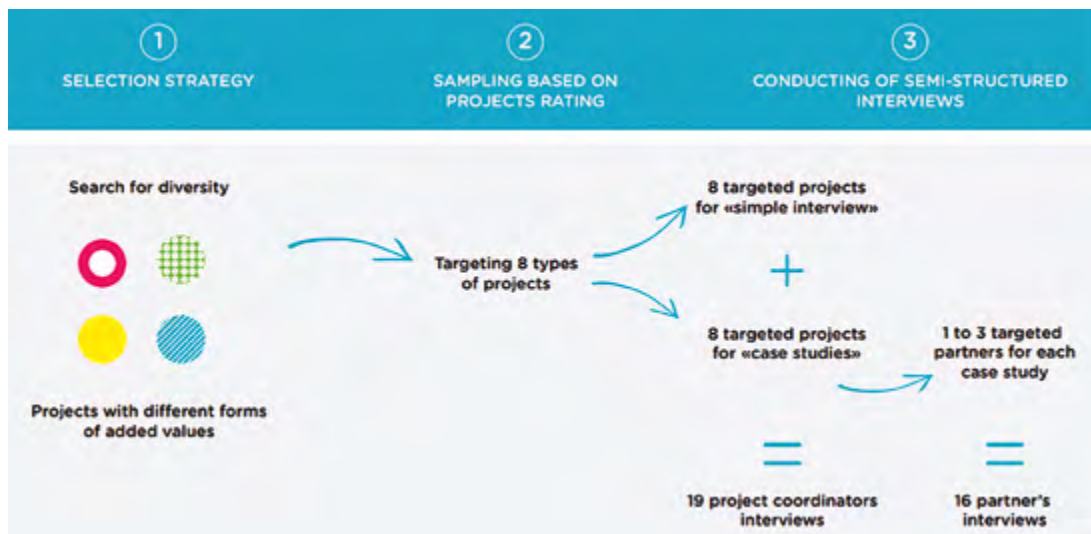 1
SELECTION STRATEGY
2
SAMPLING BASED ON
PROJECTS RATING
3
CONDUCTING OF SEMI-STRUCTURED
INTERVIEWS
Search for diversity
Projects with different forms
of added values
Targeting 8 types
of projects
8 targeted projects
for «simple interview»
+
8 targeted projects
for «case studies»
1 to 3 targeted
partners for each
case study
=
19 project coordinators
interviews
=
16 partner's
interviews